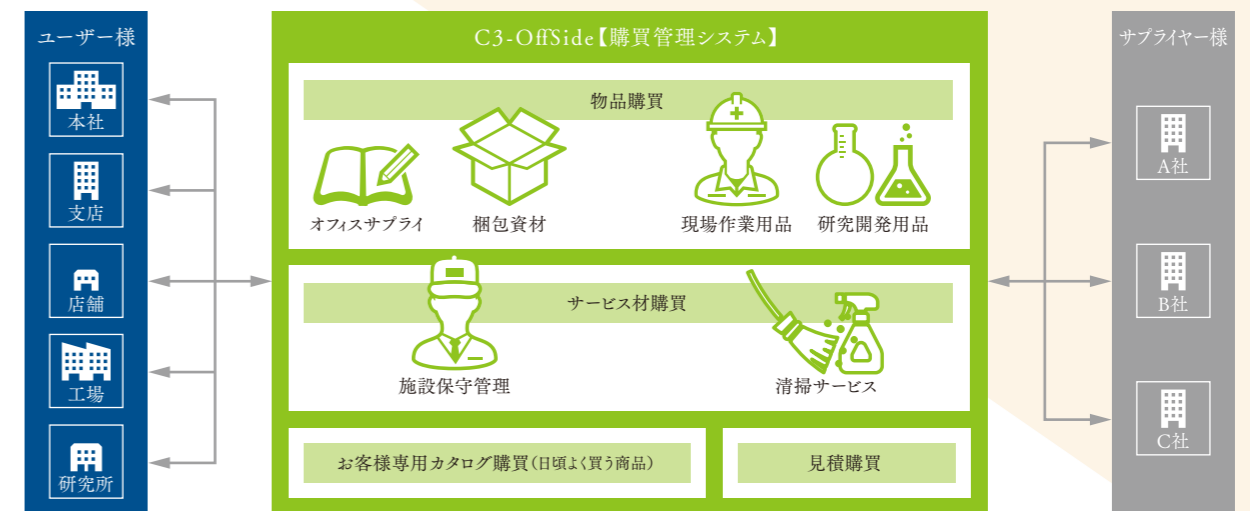 ユーザー様
本社
支店
店舗
工場
研究所
C3-OffSide【購買管理システム】
物品購買
オフィスサプライ
梱包資材
現場作業用品
研究開発用品
サービス材購買
施設保守管理
清掃サービス
お客様専用カタログ購買(日頃よく買う商品)
見積購買
サプライヤー様
A社
B社
C社